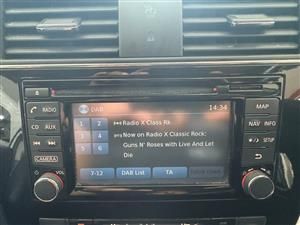 DAB
14:34
RADIO
CD AUX
CAMERA
VOL
MAP
NAV INFO
SETUP
1 2
3 4
5 6
Radio X Class Rk
Now on Radio X Classic Rock:
Guns N' Roses with Live And Let
Die
7-12
DAB List
TA